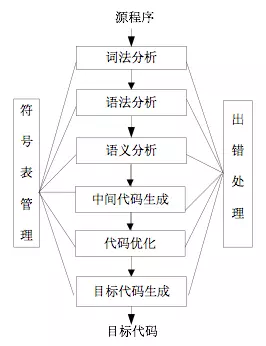 源程序
词法分析
语法分析
语义分析
中间代码生成
代码优化
目标代码生成
目标代码
符号表管理
出错处理